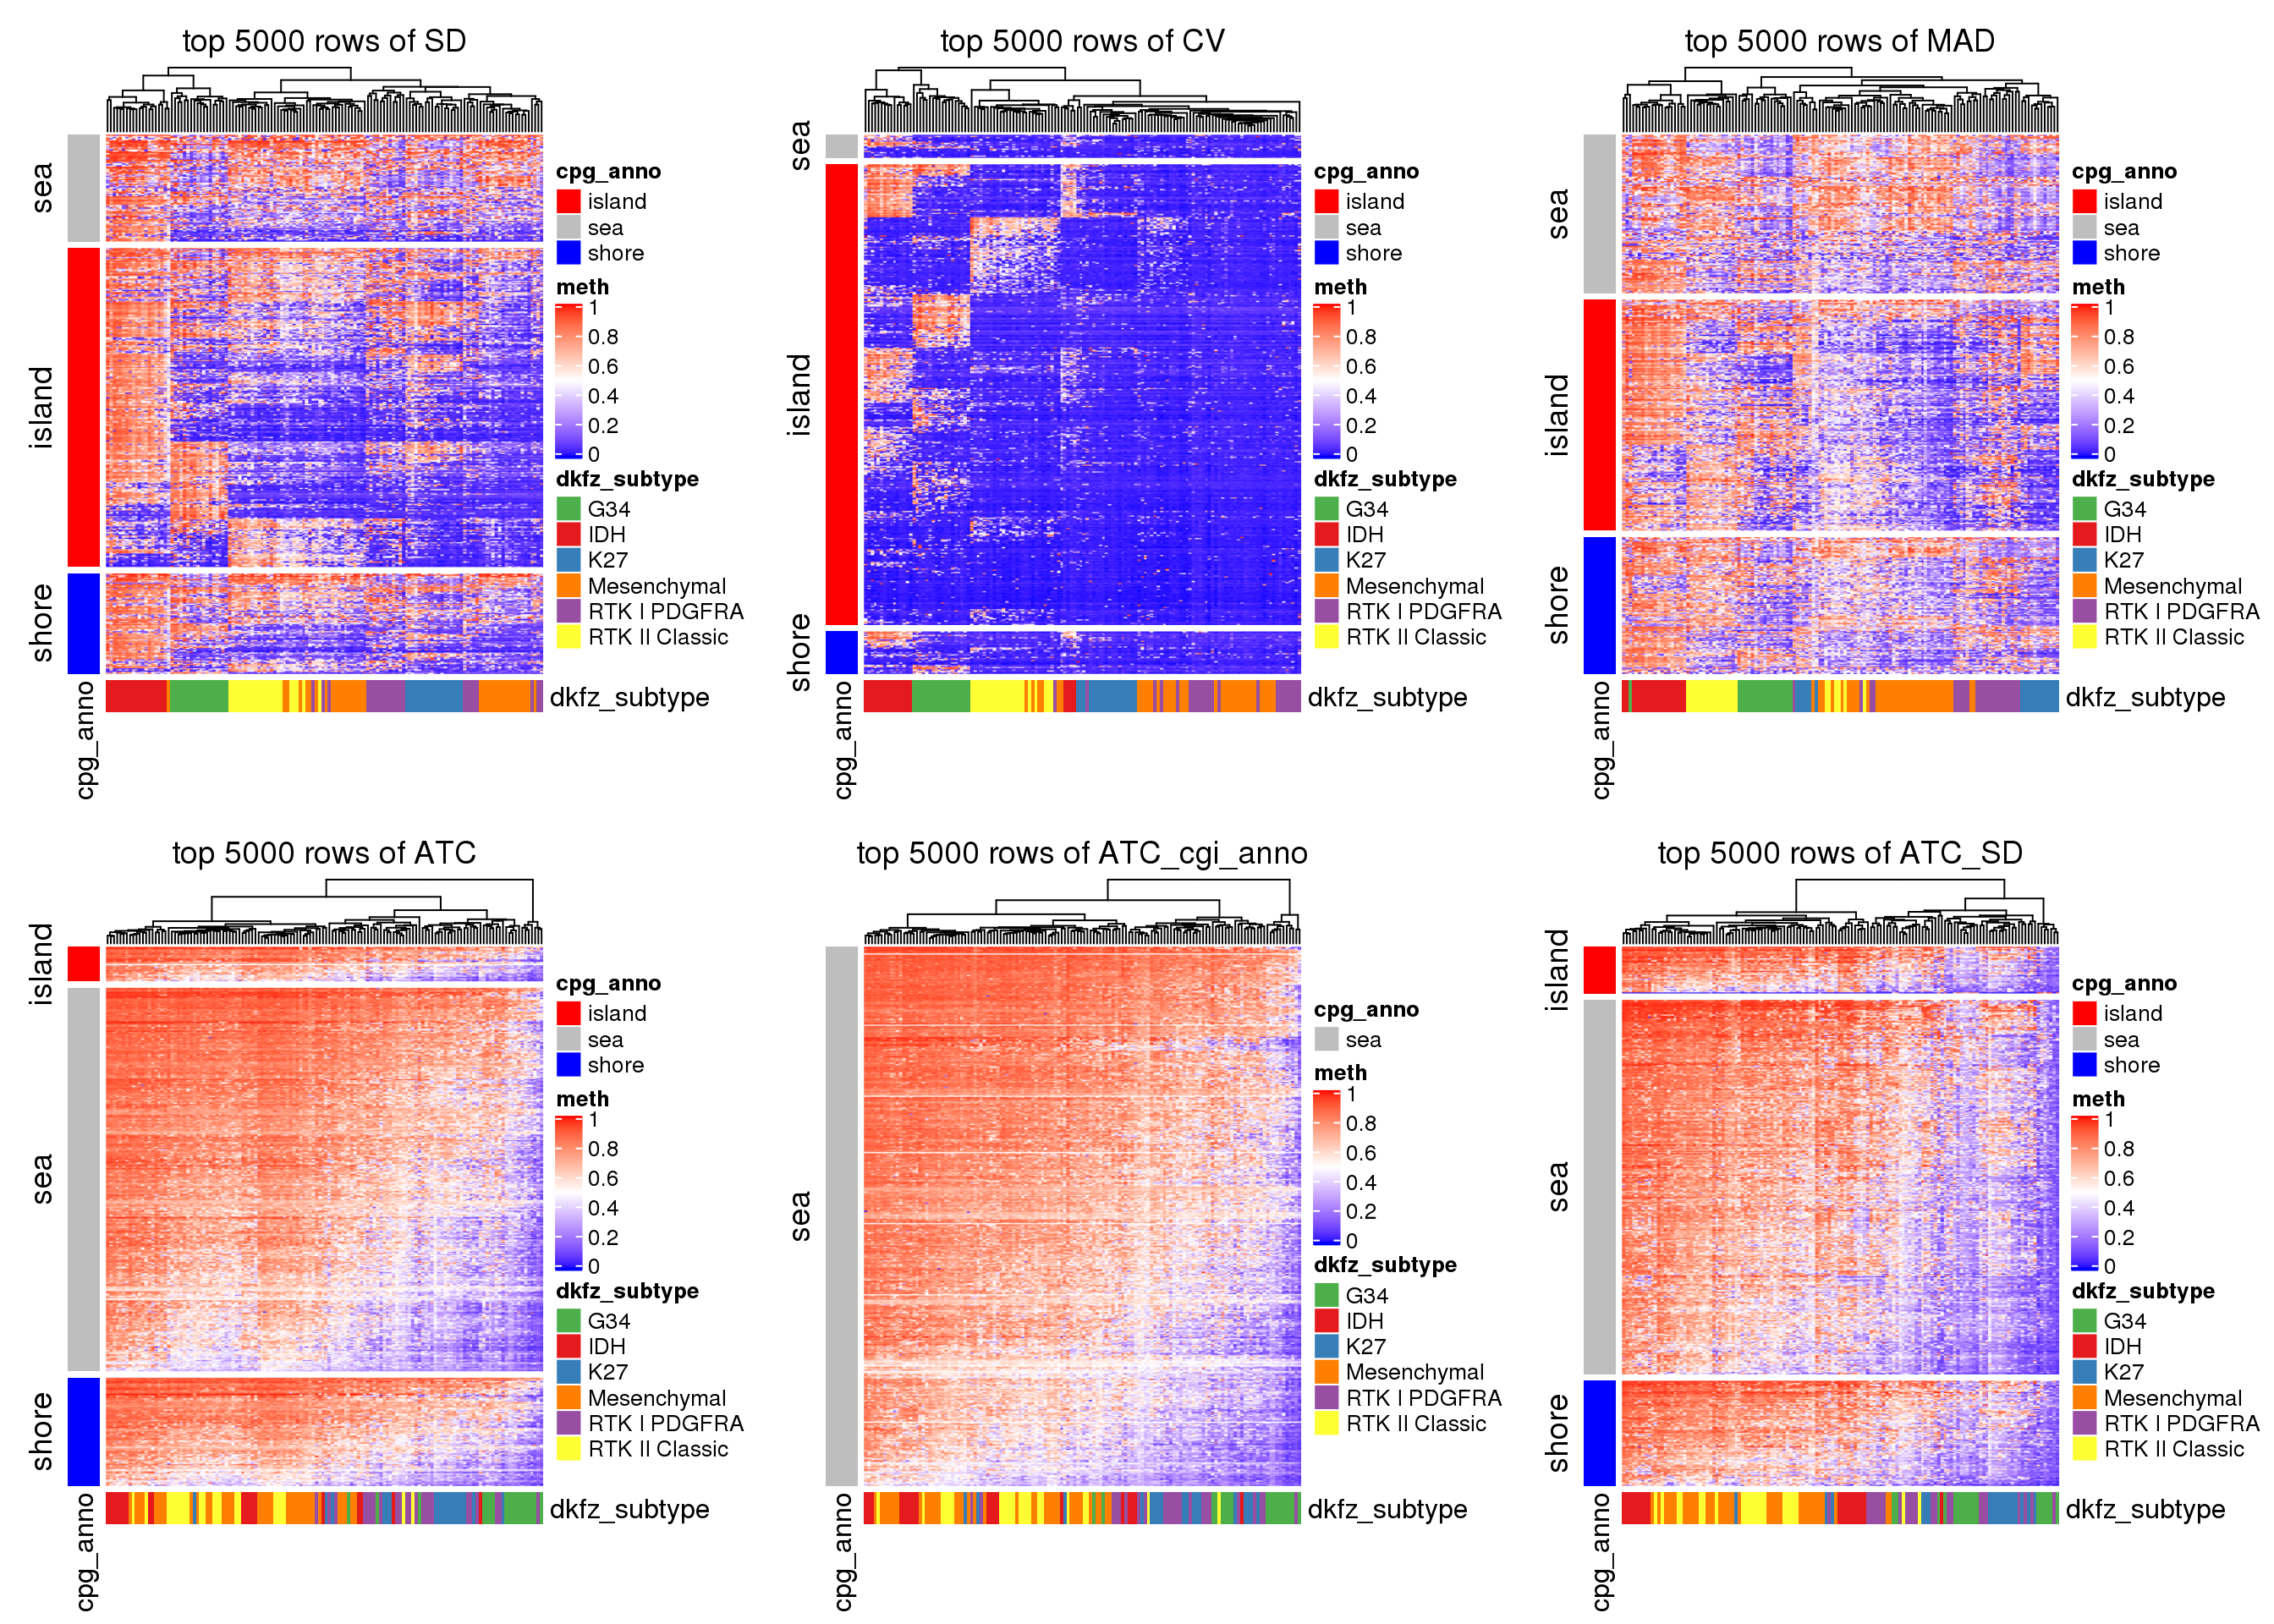 top 5000 rows of SD
sea
island
shore
cpg_anno
dkfz_subtype
cpg_anno
island
sea
shore
meth
1
0.8
0.6
0.4
0.2
0
dkfz_subtype
G34
IDH
K27
Mesenchymal
RTK I PDGFRA
RTK II Classic
top 5000 rows of CV
sea
island
shore
cpg_anno
dkfz_subtype
cpg_anno
island
sea
shore
meth
1
0.8
0.6
0.4
0.2
0
dkfz_subtype
G34
IDH
K27
Mesenchymal
RTK I PDGFRA
RTK II Classic
top 5000 rows of MAD
sea
island
shore
cpg_anno
dkfz_subtype
cpg_anno
island
sea
shore
meth
1
0.8
0.6
0.4
0.2
0
dkfz_subtype
G34
IDH
K27
Mesenchymal
RTK I PDGFRA
RTK II Classic
top 5000 rows of ATC
island
sea
shore
cpg_anno
dkfz_subtype
cpg_anno
island
sea
shore
meth
1
0.8
0.6
0.4
0.2
0
dkfz_subtype
G34
IDH
K27
Mesenchymal
RTK I PDGFRA
RTK II Classic
top 5000 rows of ATC_cgi_anno
sea
cpg_anno
dkfz_subtype
cpg_anno
sea
meth
1
0.8
0.6
0.4
0.2
0
dkfz_subtype
G34
IDH
K27
Mesenchymal
RTK I PDGFRA
RTK II Classic
top 5000 rows of ATC_SD
island
sea
shore
cpg_anno
dkfz_subtype
cpg_anno
island
sea
shore
meth
1
0.8
0.6
0.4
0.2
0
dkfz_subtype
G34
IDH
K27
Mesenchymal
RTK I PDGFRA
RTK II Classic